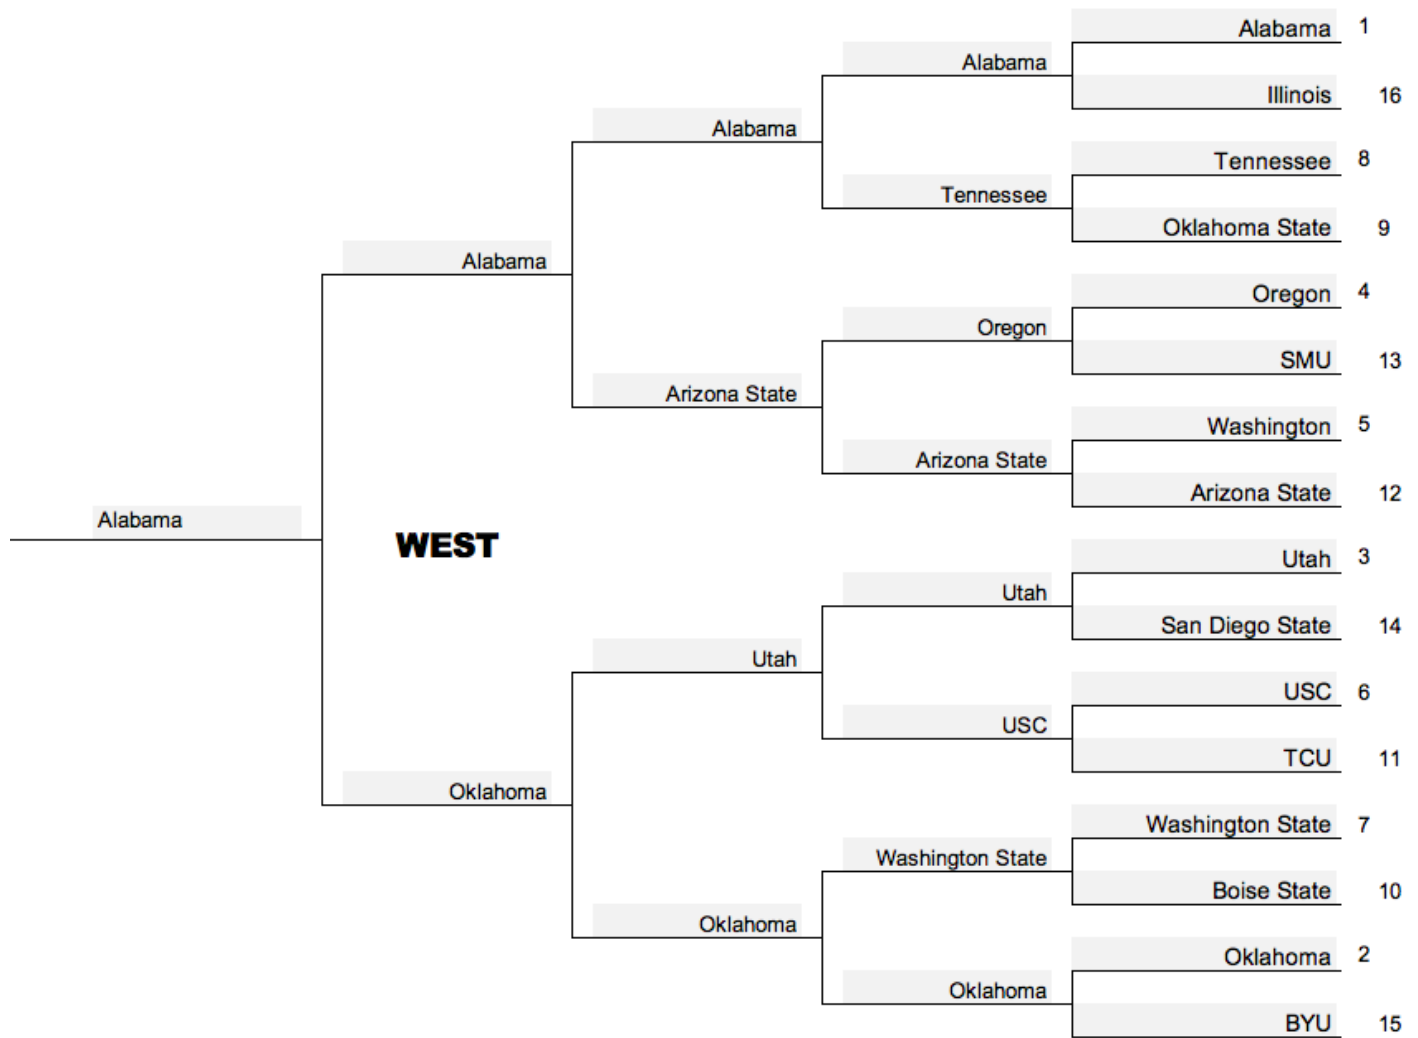 Alabama 1
Alabama
Illinois 16
Alabama
Tennessee 8
Tennessee
Oklahoma State 9
Alabama
Oregon 4
Oregon
SMU 13
Arizona State
Washington 5
Arizona State
Arizona State 12
Alabama
WEST
Utah 3
Utah
San Diego State 14
Utah
USC 6
USC
TCU 11
Oklahoma
Washington State 7
Washington State
Boise State 10
Oklahoma
Oklahoma 2
Oklahoma
BYU 15